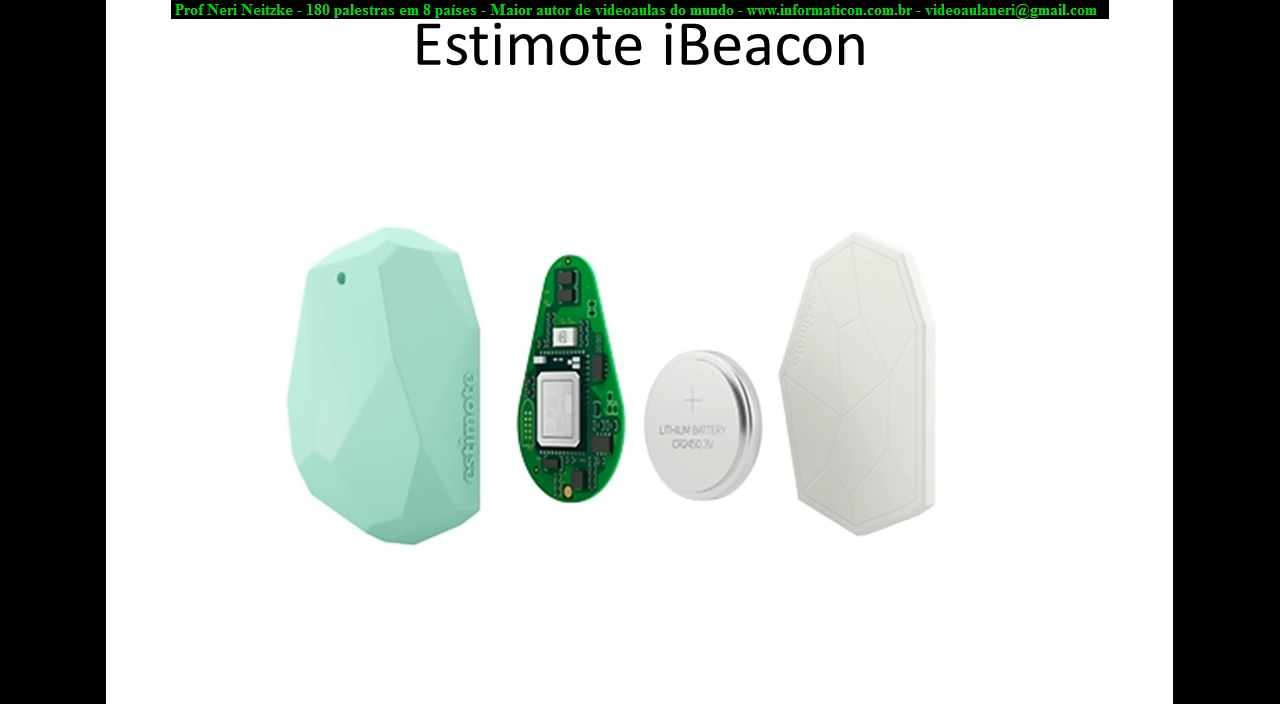 Prof Neri Neitzke - 180 palestras em 8 países - Maior autor de videoaulas do mundo - www.informaticon.com.br - videoaulaneri@gmail.com
Estimote iBeacon
estimote
LITHIUM BATTERY
CR2450 3V
estimote